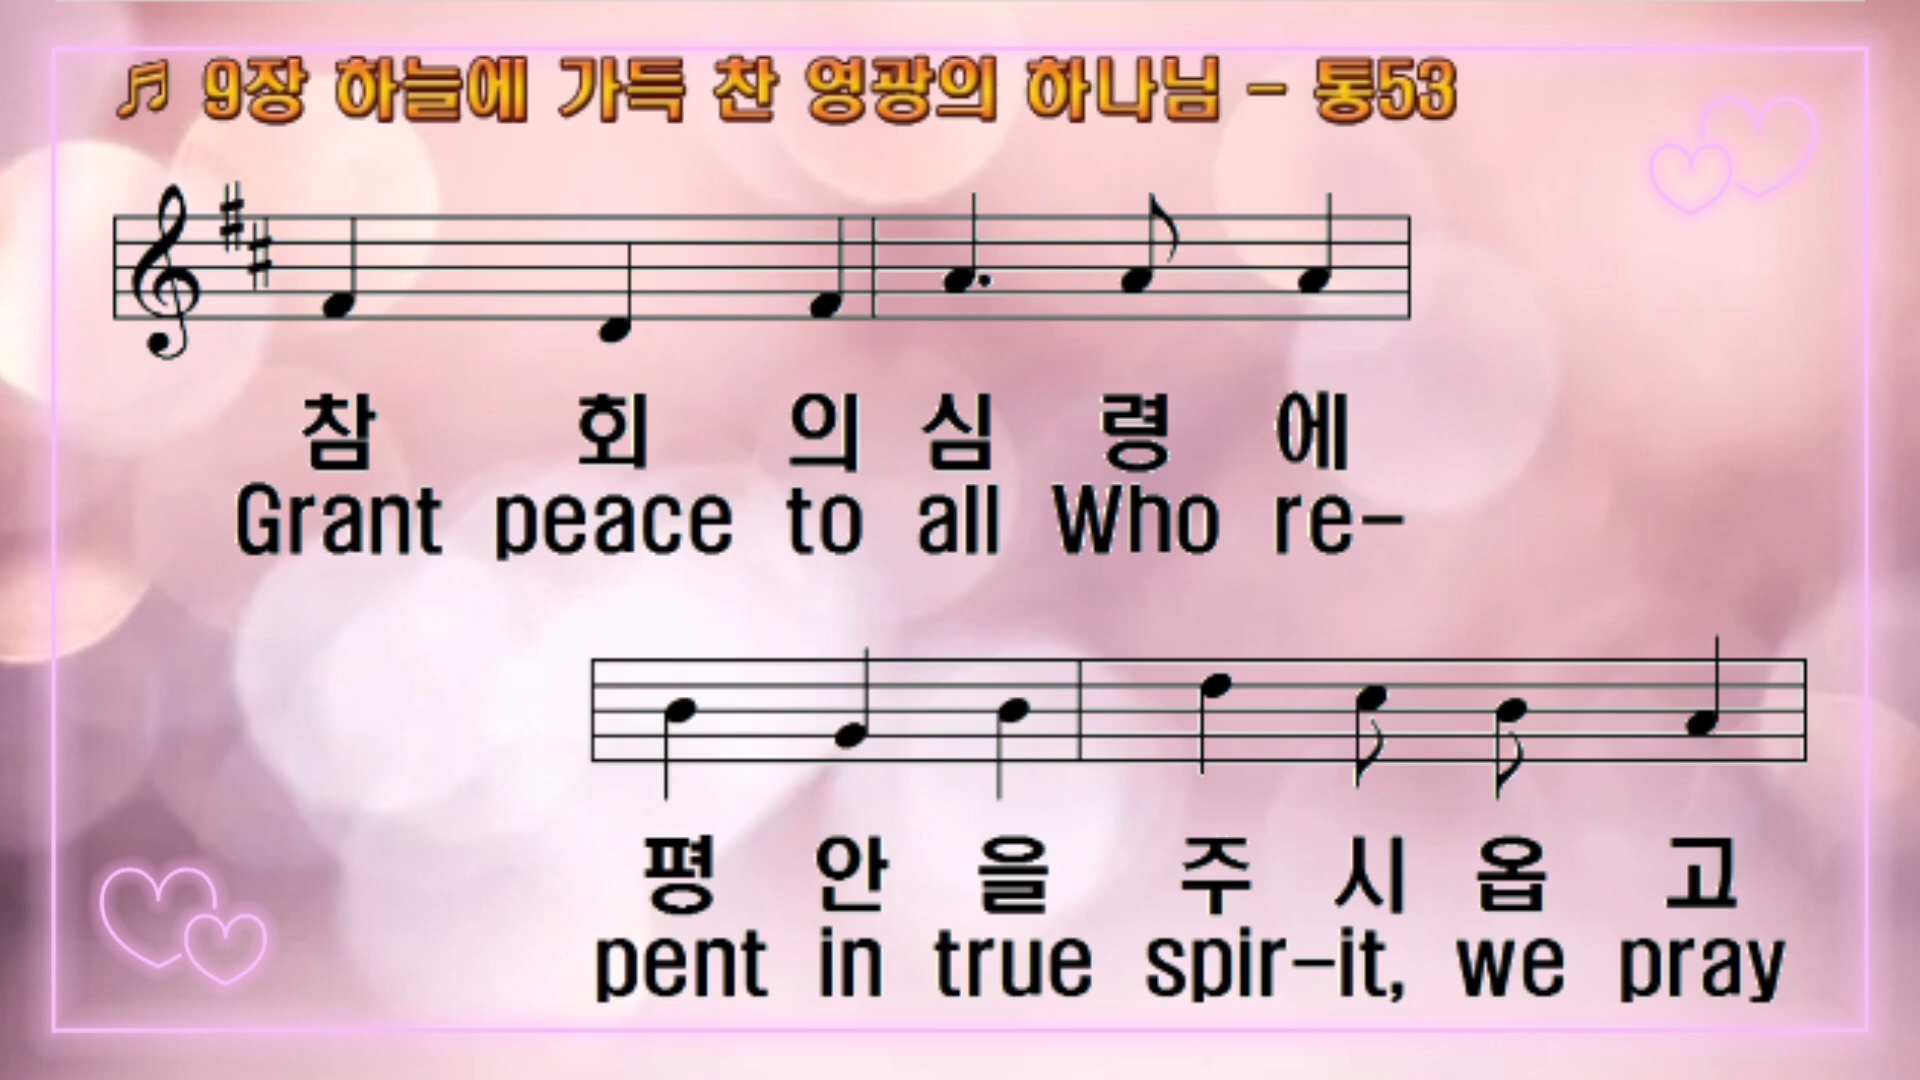 ♬ 9장 하늘에 가득 찬 영광의 하나님 - 통53
참 회 의 심 령 에
Grant peace to all Who re-
평 안 을 주 시 옵 고
pent in true spir-it, we pray